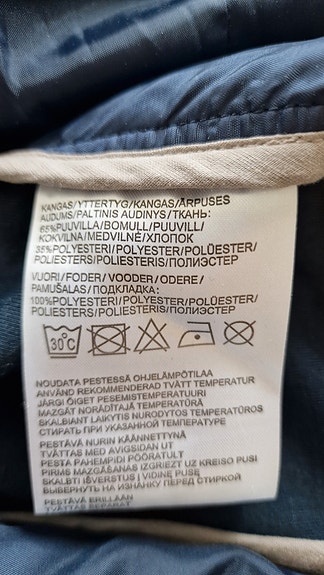 KANGAS/YTTERTYG/KANGAS/ĀRPUSES
AUDUMS/PALTINIS AUDINYS/ТКАНЬ:
65%PUUVILLA/BOMULL/PUUVILL/
KOKVILNA/MEDVILNĖ/ХЛОПОК
35%POLYESTERI/POLYESTER/POLÜESTER/
POLIESTERS/POLIESTERIS/ПОЛИЭСТЕР
VUORI/FODER/VOODER/ODERE/
PAMUŠALAS/ПОДКЛАДКА:
100%POLYESTERI/POLYESTER/POLÜESTER/
POLIESTERS/POLIESTERIS/ПОЛИЭСТЕР
30°C
NOUDATA PESTESSÄ OHJELÄMPÖTILAA
ANVÄND REKOMMENDERAD TVÄTT TEMPERATUR
JÄRGI ÕIGET PESEMISTEMPERATUURI
MAZGĀT NORĀDĪTAJĀ TEMPERATŪRĀ
SKALBIANT LAIKYTIS NURODYTOS TEMPERATŪROS
СТИРАТЬ ПРИ УКАЗАННОЙ ТЕМПЕРАТУРЕ
PESTÄVÄ NURIN KÄÄNNETTYNÄ
TVÄTTAS MED AVIGSIDAN UT
PESTA PAHEMPIDI PÖÖRATULT
PIRMS MAZGĀŠANAS IZGRIEZT UZ KREISO PUSI
SKALBTI IŠVERTUS Į VIDINĘ PUSĘ
ВЫВЕРНУТЬ НА ИЗНАНКУ ПЕРЕД СТИРКОЙ
PESTÄVÄ ERILLÄÄN
TVÄTTAS SEPARAT